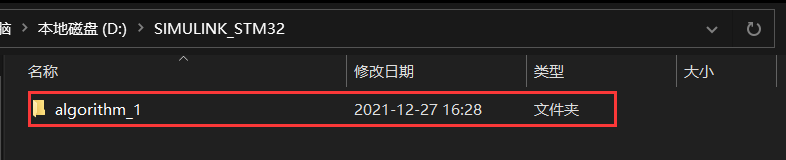 脑 > 本地磁盘 (D:) > SIMULINK_STM32
名称 修改日期 类型 大小
algorithm_1 2021-12-27 16:28 文件夹